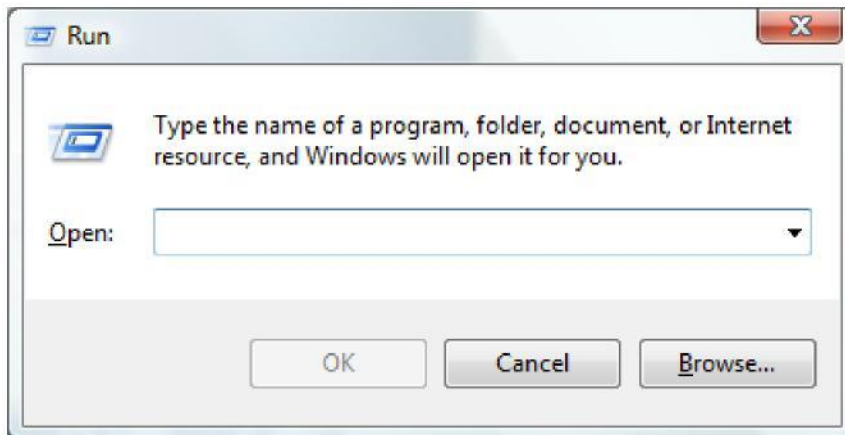 Run
Type the name of a program, folder, document, or Internet
resource, and Windows will open it for you.
Open:
OK
Cancel
Browse...